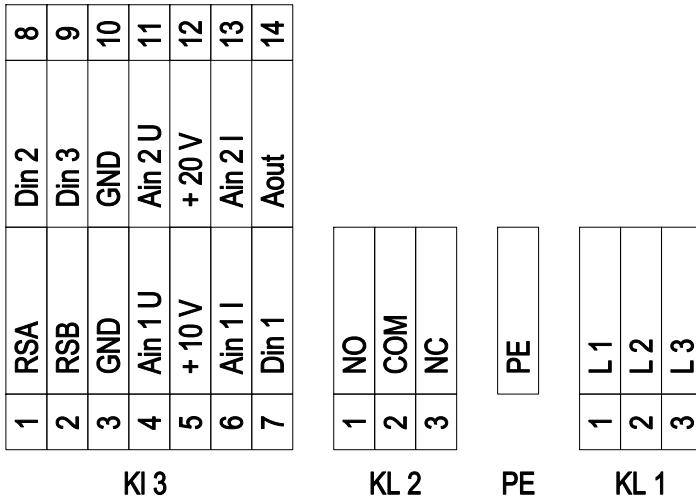 8 9 10 11 12 13 14
Din 2 Din 3 GND Ain 2 U + 20 V Ain 2 I Aout
RSA RSB GND Ain 1 U + 10 V Ain 1 I Din 1
1 2 3 4 5 6 7
KI 3
NO COM NC
1 2 3
KL 2
PE
PE
L 1 L 2 L 3
1 2 3
KL 1